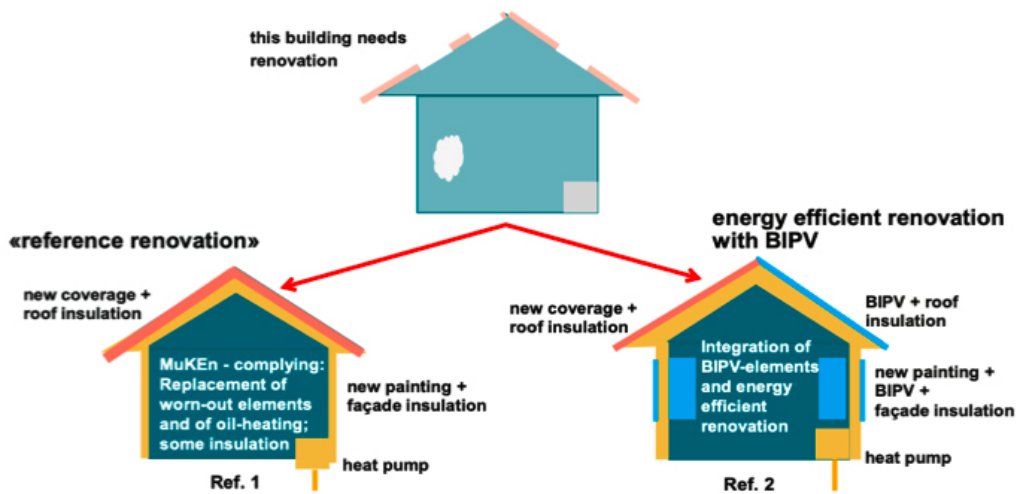 this building needs
renovation
«reference renovation»
new coverage +
roof insulation
MuKEn - complying:
Replacement of
worn-out elements
and of oil-heating;
some insulation
new painting +
façade insulation
heat pump
Ref. 1
energy efficient renovation
with BIPV
new coverage +
roof insulation
BIPV + roof
insulation
Integration of
BIPV-elements
and energy
efficient
renovation
new painting +
BIPV +
façade insulation
heat pump
Ref. 2